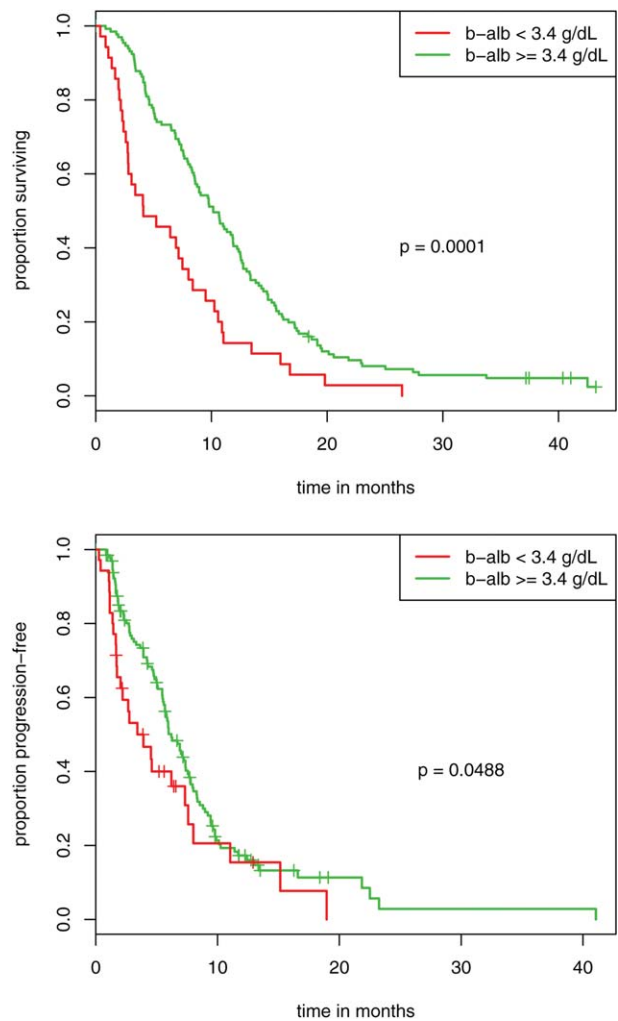 b-alb < 3.4 g/dL
b-alb >= 3.4 g/dL
proportion surviving
1.0
0.8
0.6
0.4
0.2
0.0
p = 0.0001
0 10 20 30 40
time in months
b-alb < 3.4 g/dL
b-alb >= 3.4 g/dL
proportion progression-free
1.0
0.8
0.6
0.4
0.2
0.0
p = 0.0488
0 10 20 30 40
time in months